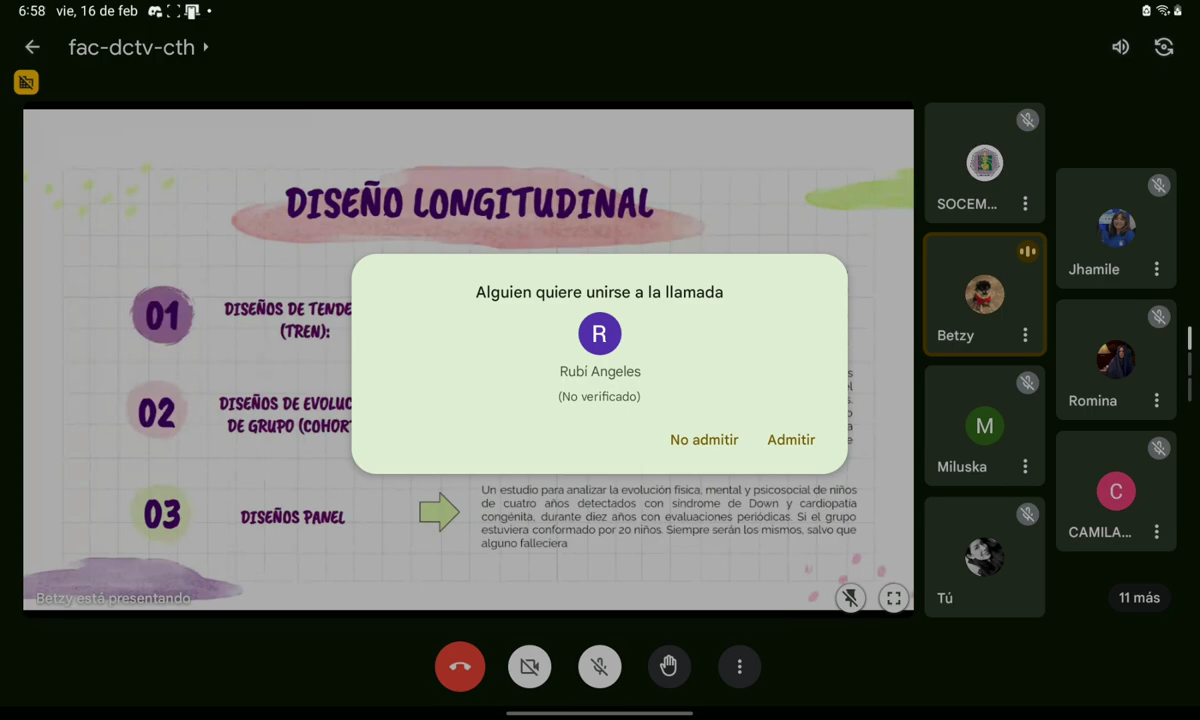 6:58 vie, 16 de feb
fac-dctv-cth
DISEÑO LONGITUDINAL
01
DISEÑOS DE TENDE
(TREN):
02
DISEÑOS DE EVOLUC
DE GRUPO (COHOR
03
DISEÑOS PANEL
Un estudio para analizar la evolución física, mental y psicosocial de niños
de cuatro años detectados con síndrome de Down y cardiopatía
congénita, durante diez años con evaluaciones periódicas. Si el grupo
estuviera conformado por 20 niños. Siempre serán los mismos, salvo que
alguno falleciera
Betzy está presentando
Alguien quiere unirse a la llamada
R
Rubí Angeles
(No verificado)
No admitir Admitir
SOCEM...
Betzy
M
Miluska
Tú
Jhamile
Romina
C
CAMILA...
11 más